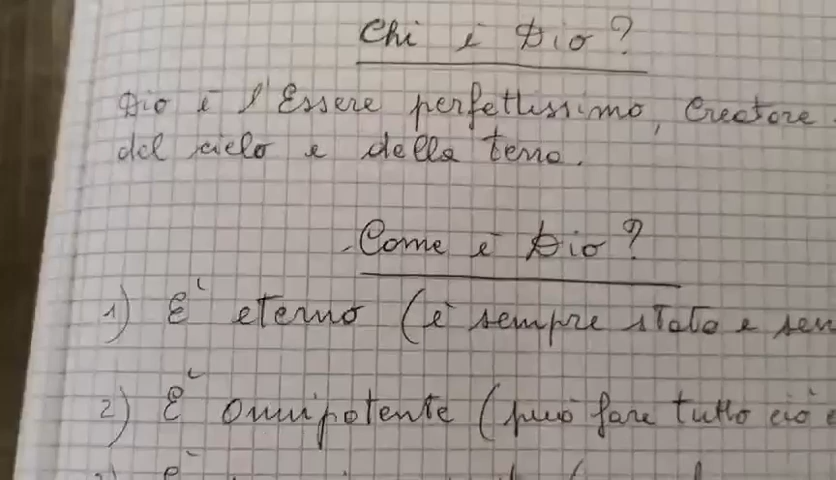 Chi è Dio?
Dio è l'Essere perfettissimo, Creatore
del cielo e della terra.
Come è Dio?
1) È eterno (è sempre stato e
2) È onnipotente (può fare tutto ciò
3) È